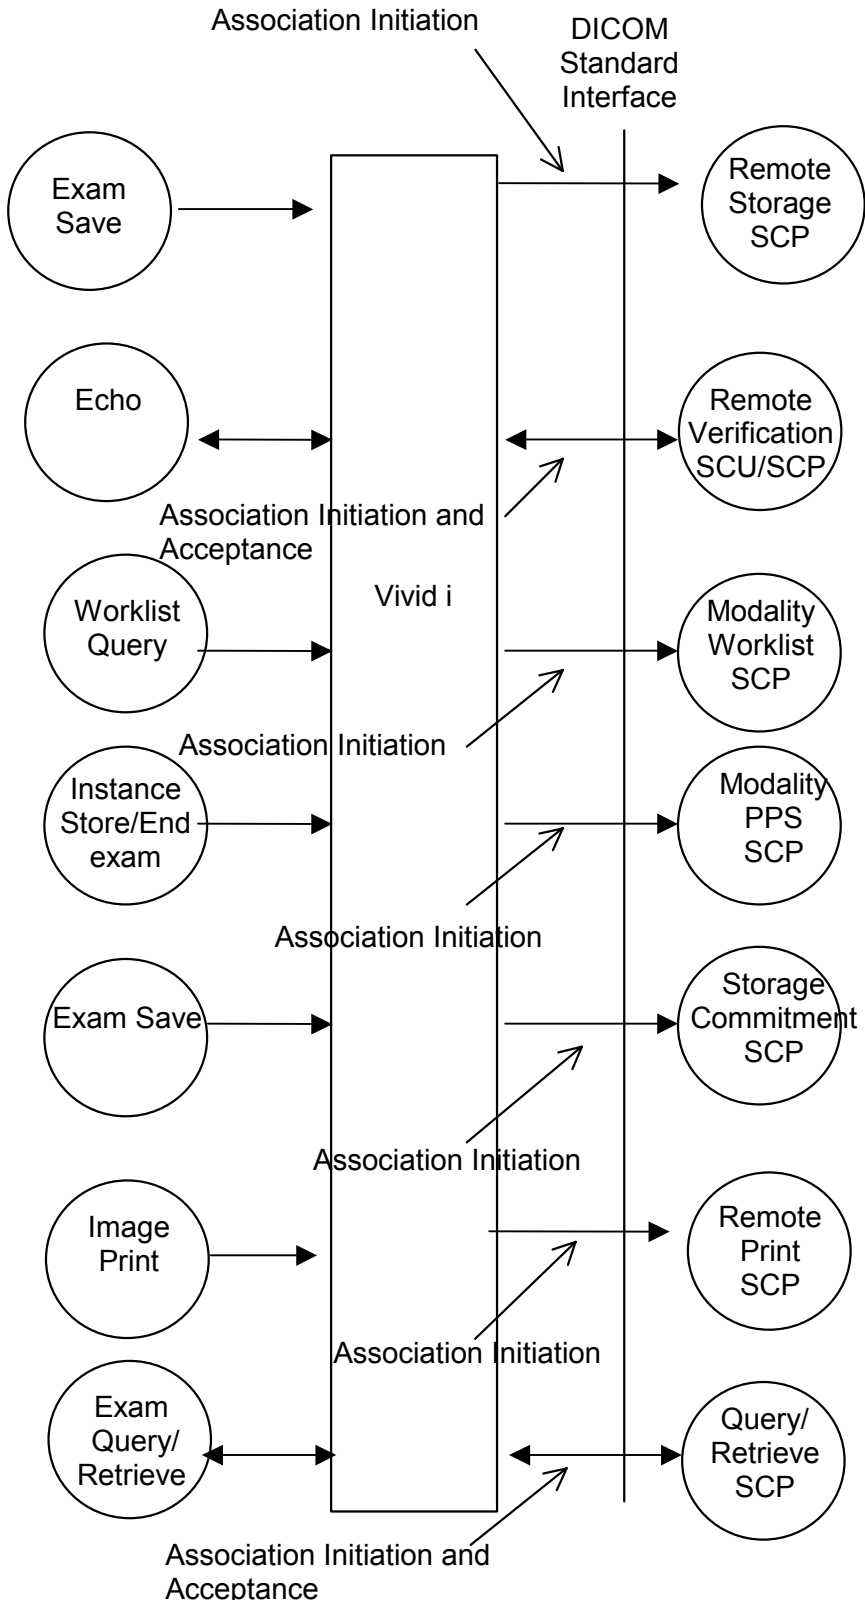 Association Initiation
DICOM
Standard
Interface
Exam
Save
Remote
Storage
SCP
Echo
Remote
Verification
SCU/SCP
Association Initiation and
Acceptance
Vivid i
Worklist
Query
Modality
Worklist
SCP
Association Initiation
Instance
Store/End
exam
Modality
PPS
SCP
Association Initiation
Exam Save
Storage
Commitment
SCP
Association Initiation
Image
Print
Remote
Print
SCP
Association Initiation
Exam
Query/
Retrieve
Query/
Retrieve
SCP
Association Initiation and
Acceptance